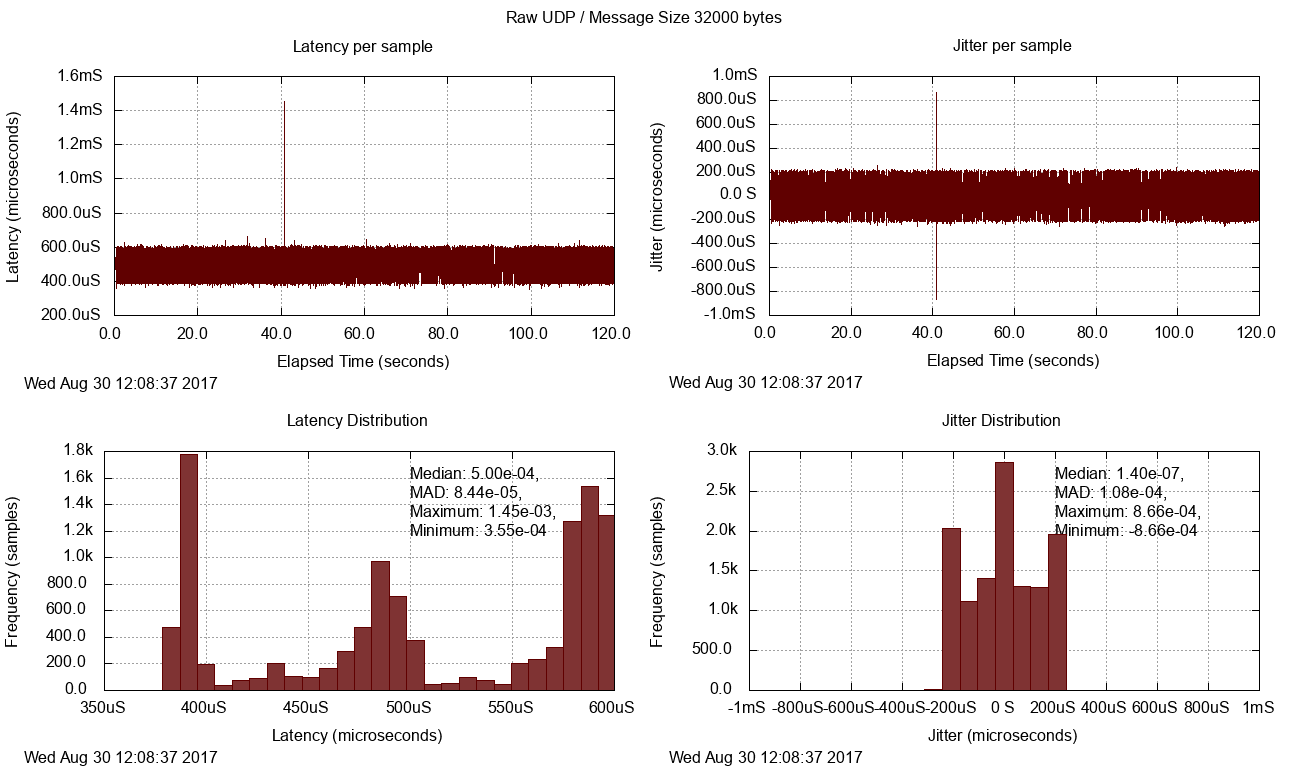 Raw UDP / Message Size 32000 bytes
Latency per sample
Latency (microseconds)
1.6mS
1.4mS
1.2mS
1.0mS
800.0uS
600.0uS
400.0uS
200.0uS
0.0 20.0 40.0 60.0 80.0 100.0 120.0
Elapsed Time (seconds)
Wed Aug 30 12:08:37 2017
Jitter per sample
Jitter (microseconds)
1.0mS
800.0uS
600.0uS
400.0uS
200.0uS
0.0 S
-200.0uS
-400.0uS
-600.0uS
-800.0uS
-1.0mS
0.0 20.0 40.0 60.0 80.0 100.0 120.0
Elapsed Time (seconds)
Wed Aug 30 12:08:37 2017
Latency Distribution
Frequency (samples)
1.8k
1.6k
1.4k
1.2k
1.0k
800.0
600.0
400.0
200.0
0.0
Median: 5.00e-04,
MAD: 8.44e-05,
Maximum: 1.45e-03,
Minimum: 3.55e-04
350uS 400uS 450uS 500uS 550uS 600uS
Latency (microseconds)
Wed Aug 30 12:08:37 2017
Jitter Distribution
Frequency (samples)
3.0k
2.5k
2.0k
1.5k
1.0k
500.0
0.0
Median: 1.40e-07,
MAD: 1.08e-04,
Maximum: 8.66e-04,
Minimum: -8.66e-04
-1mS -800uS -600uS -400uS -200uS 0 S 200uS 400uS 600uS 800uS 1mS
Jitter (microseconds)
Wed Aug 30 12:08:37 2017